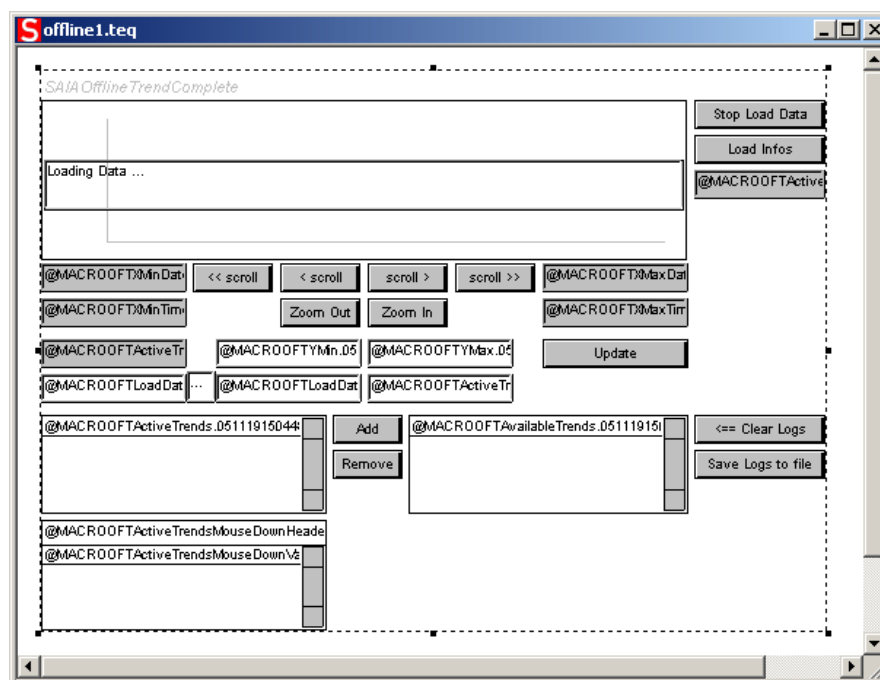 offline1.teq
SAIAOfflineTrendComplete
Stop Load Data
Load Infos
Loading Data ...
@MACROOFTActive
@MACROOFTXMinDat
<< scroll
< scroll
scroll >
scroll >>
@MACROOFTXMaxDat
@MACROOFTXMinTim
Zoom Out
Zoom In
@MACROOFTXMaxTim
@MACROOFTActiveTr
@MACROOFTYMin.05
@MACROOFTYMax.05
Update
@MACROOFTLoadDat
...
@MACROOFTLoadDat
@MACROOFTActiveTr
@MACROOFTActiveTrends.0511191504
Add
@MACROOFTAvailableTrends.05111915
<== Clear Logs
Remove
Save Logs to file
@MACROOFTActiveTrendsMouseDownHeade
@MACROOFTActiveTrendsMouseDownVa